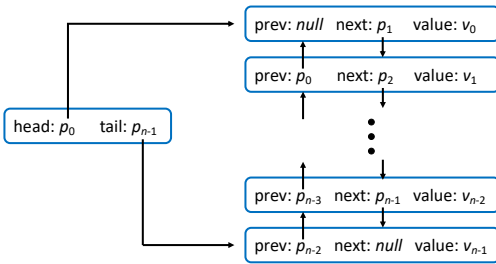 prev: null next: p₁ value: v₀
prev: p₀ next: p₂ value: v₁
head: p₀ tail: pₙ₋₁
prev: pₙ₋₃ next: pₙ₋₁ value: vₙ₋₂
prev: pₙ₋₂ next: null value: vₙ₋₁